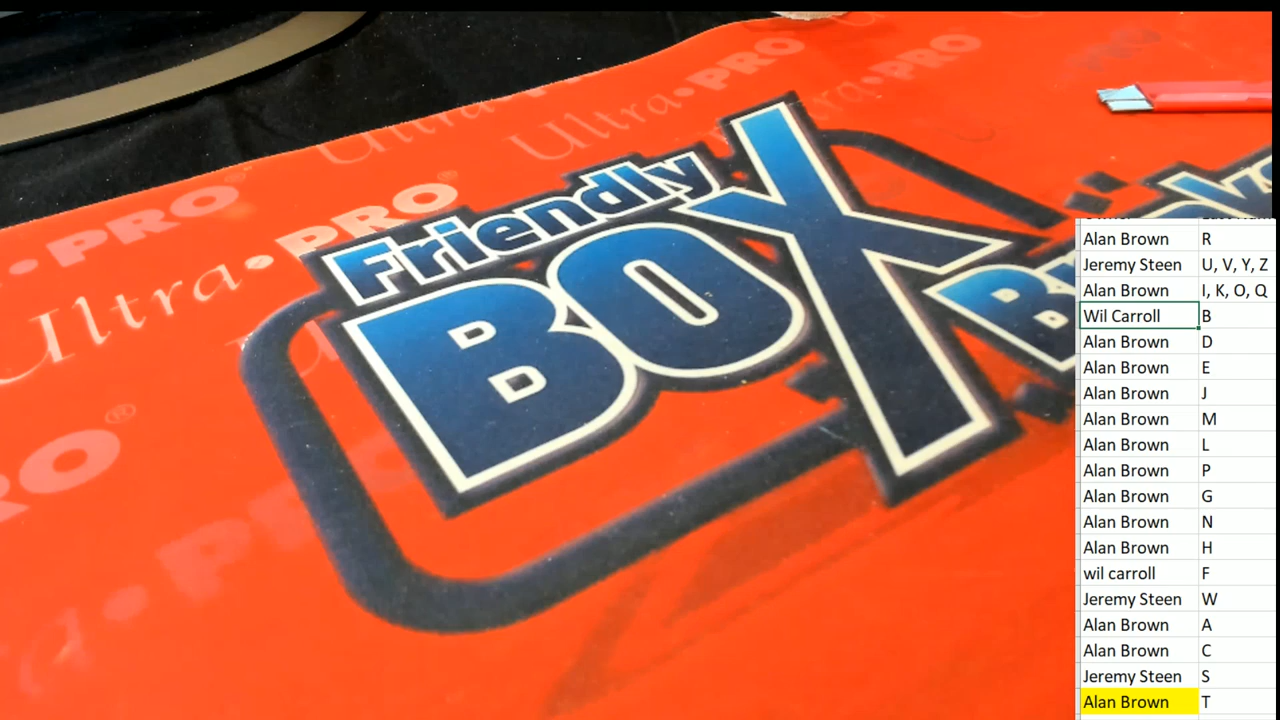 Ultra•PRO
Ultra•PRO
Ultra•PRO
•PRO®
Ultra•PRO
PRO®
Friendly
BOX
Alan Brown R
Jeremy Steen U, V, Y, Z
Alan Brown I, K, O, Q
Wil Carroll B
Alan Brown D
Alan Brown E
Alan Brown J
Alan Brown M
Alan Brown L
Alan Brown P
Alan Brown G
Alan Brown N
Alan Brown H
wil carroll F
Jeremy Steen W
Alan Brown A
Alan Brown C
Jeremy Steen S
Alan Brown T